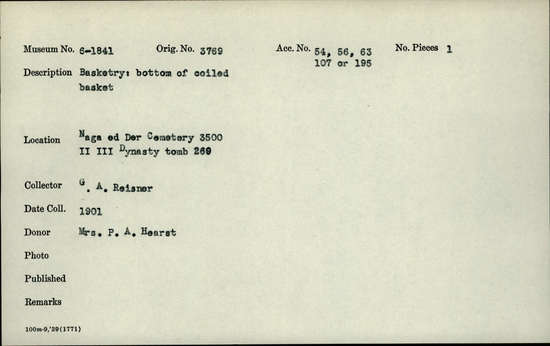 Museum No. 6-1841 Orig. No. 3769 Acc. No. 54, 56, 63 No. Pieces 1
107 or 195
Description Basketry: bottom of coiled
basket
Location Naga ed Der Cemetery 3500
II III Dynasty tomb 269
Collector G. A. Reisner
Date Coll. 1901
Donor Mrs. P. A. Hearst
Photo
Published
Remarks
100m-9,'29(1771)